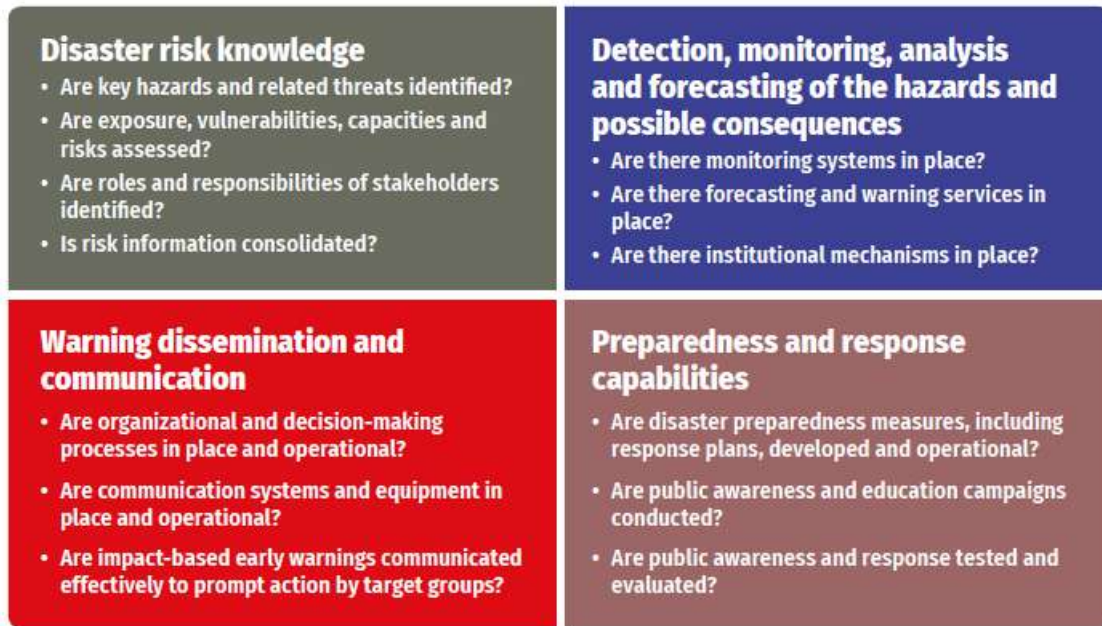 Disaster risk knowledge
• Are key hazards and related threats identified?
• Are exposure, vulnerabilities, capacities and
risks assessed?
• Are roles and responsibilities of stakeholders
identified?
• Is risk information consolidated?
Detection, monitoring, analysis
and forecasting of the hazards and
possible consequences
• Are there monitoring systems in place?
• Are there forecasting and warning services in
place?
• Are there institutional mechanisms in place?
Warning dissemination and
communication
• Are organizational and decision-making
processes in place and operational?
• Are communication systems and equipment in
place and operational?
• Are impact-based early warnings communicated
effectively to prompt action by target groups?
Preparedness and response
capabilities
• Are disaster preparedness measures, including
response plans, developed and operational?
• Are public awareness and education campaigns
conducted?
• Are public awareness and response tested and
evaluated?